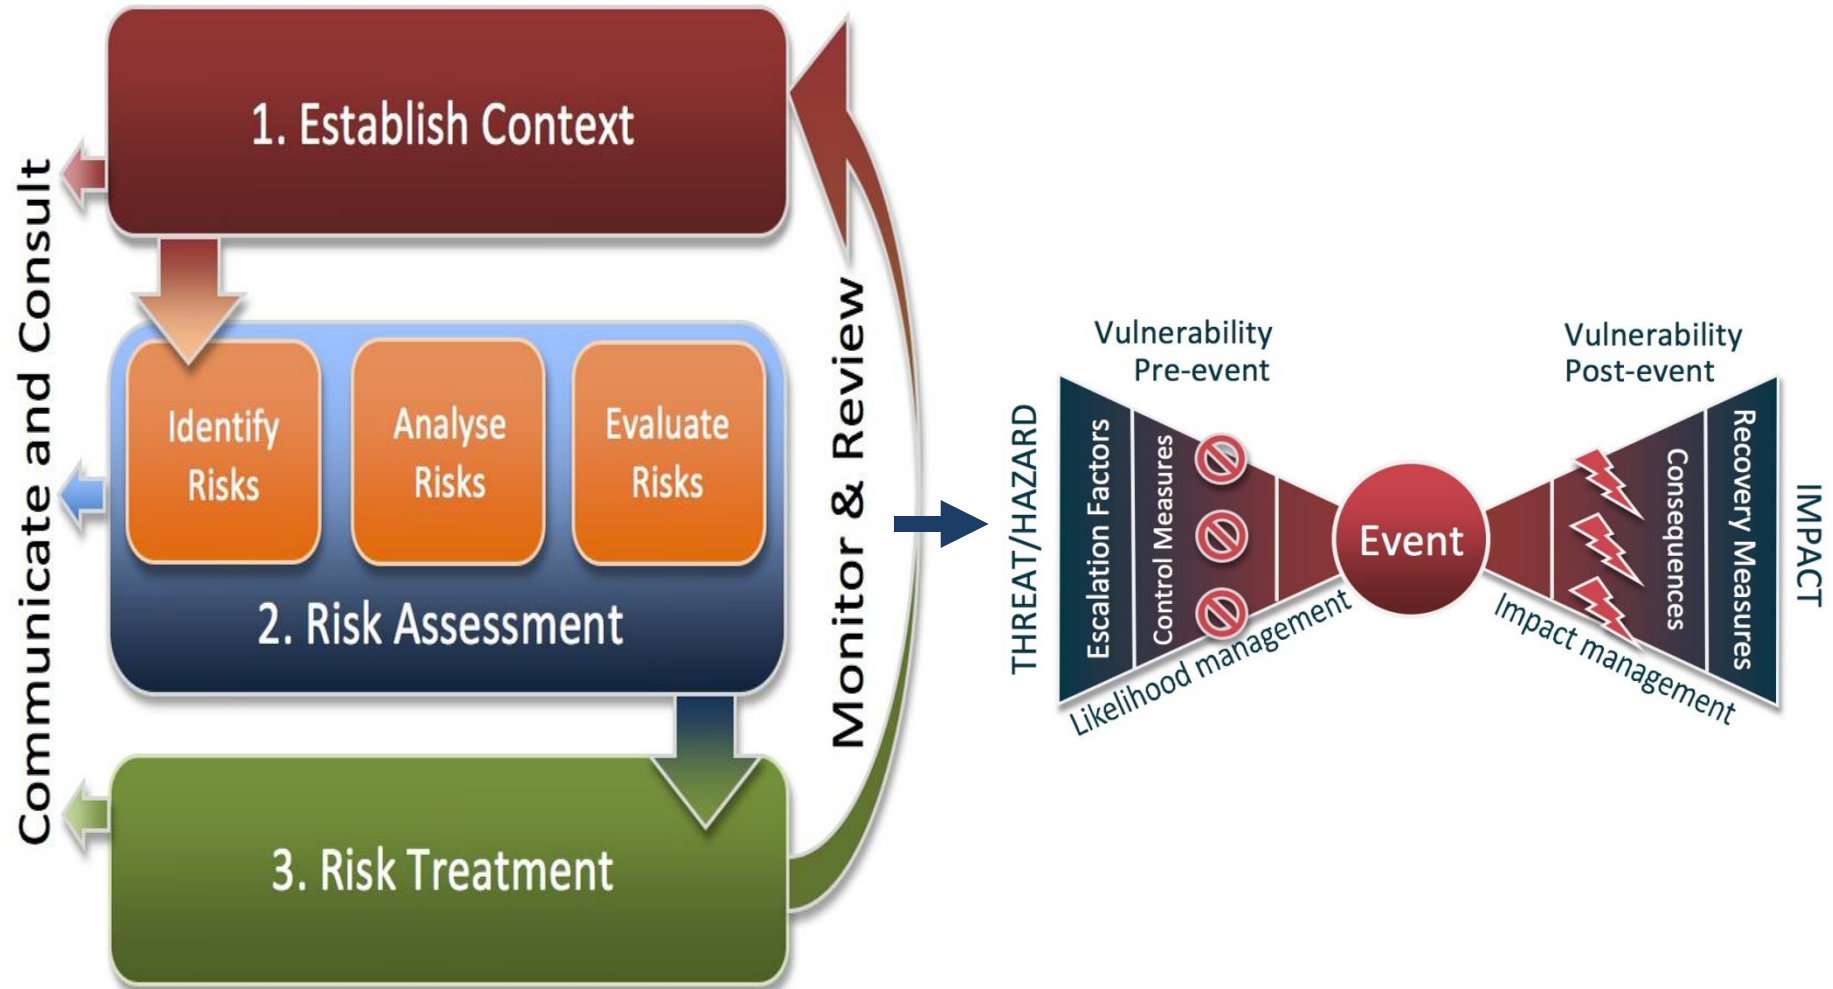 Communicate and Consult
1. Establish Context
Identify
Risks
Analyse
Risks
Evaluate
Risks
2. Risk Assessment
3. Risk Treatment
Monitor & Review
THREAT/HAZARD
Vulnerability
Pre-event
Escalation Factors
Control Measures
Likelihood management
Event
Vulnerability
Post-event
Consequences
Recovery Measures
Impact management
IMPACT